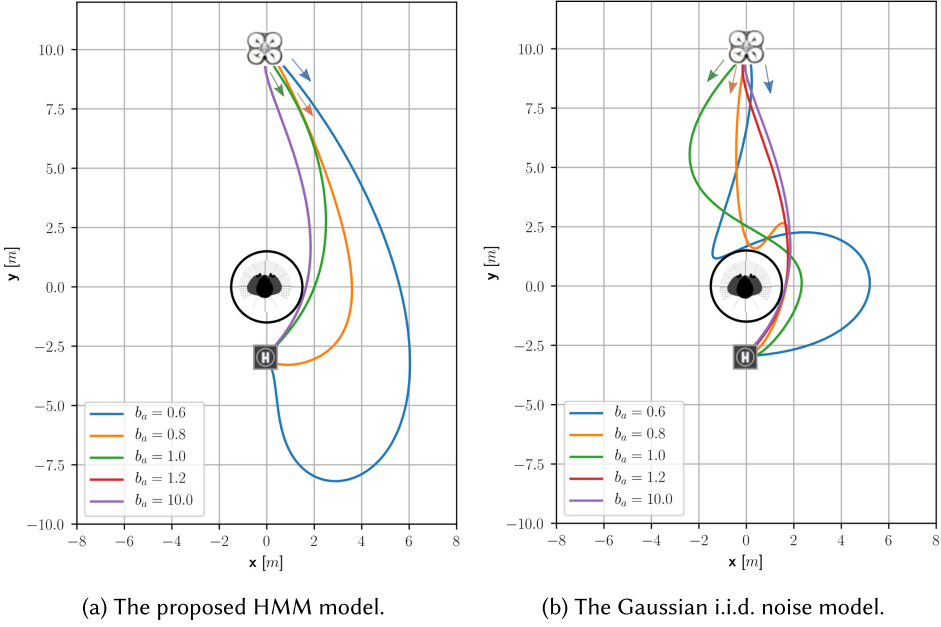 10.0
7.5
5.0
2.5
0.0
−2.5
−5.0
−7.5
−10.0
y [m]
−8 −6 −4 −2 0 2 4 6 8
x [m]
H
b_a = 0.6
b_a = 0.8
b_a = 1.0
b_a = 1.2
b_a = 10.0
(a) The proposed HMM model.
10.0
7.5
5.0
2.5
0.0
−2.5
−5.0
−7.5
−10.0
y [m]
−8 −6 −4 −2 0 2 4 6 8
x [m]
H
b_a = 0.6
b_a = 0.8
b_a = 1.0
b_a = 1.2
b_a = 10.0
(b) The Gaussian i.i.d. noise model.